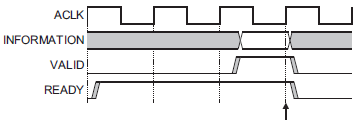 ACLK
INFORMATION
VALID
READY